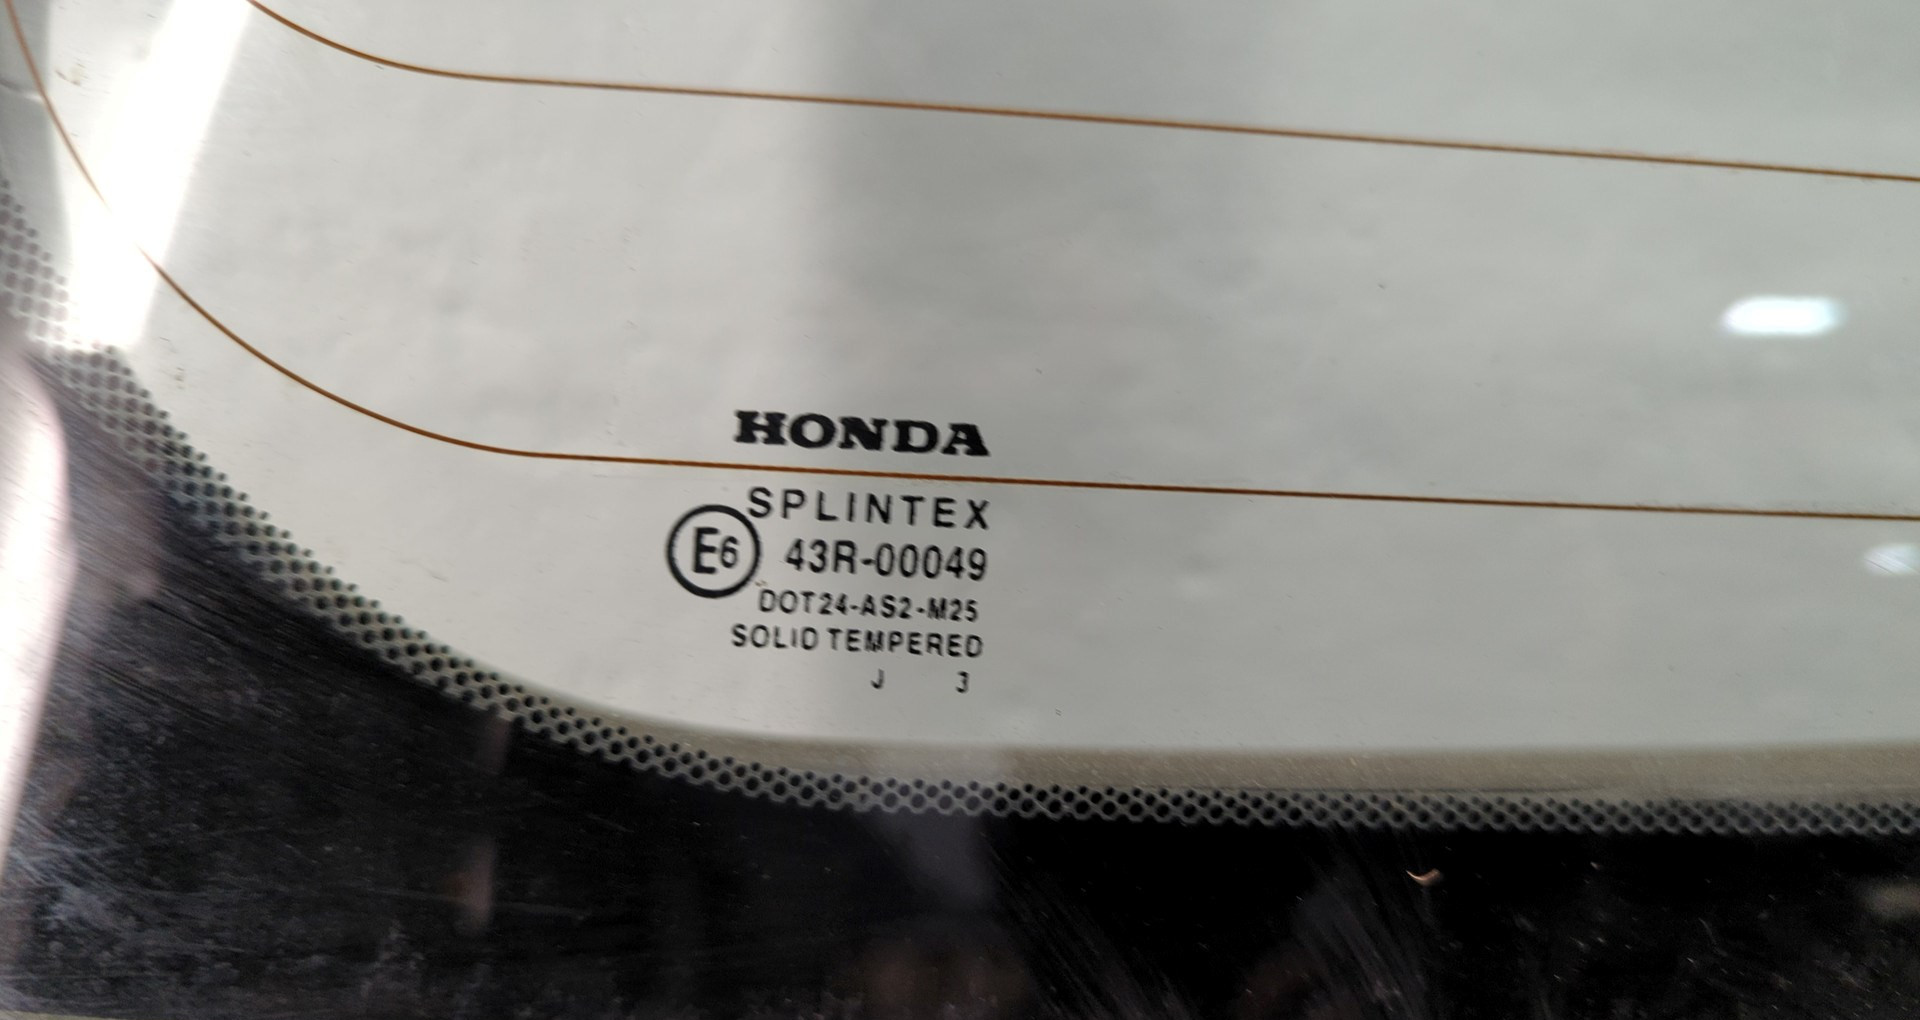 HONDA
SPLINTEX
E6 43R-00049
DOT24-AS2-M25
SOLID TEMPERED
J 3